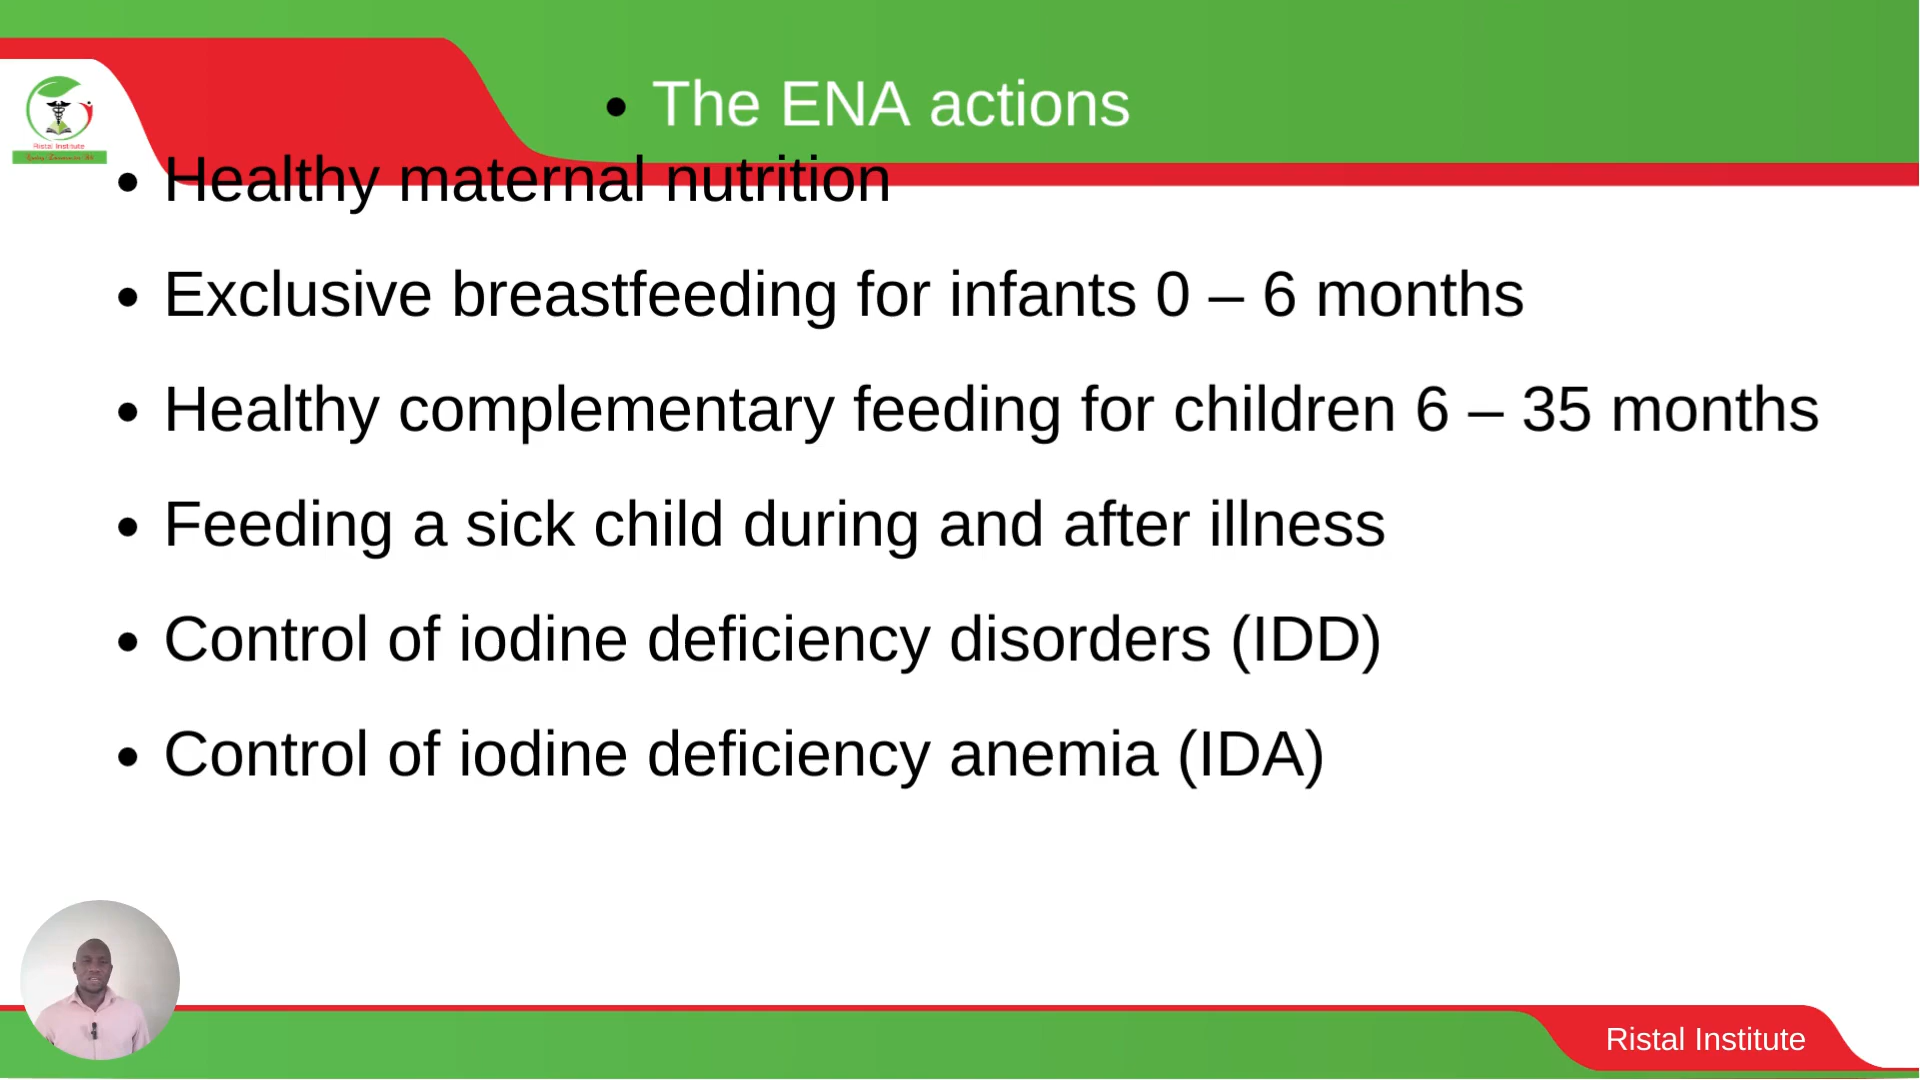 • The ENA actions
Ristal Institute
• Healthy maternal nutrition
• Exclusive breastfeeding for infants 0 – 6 months
• Healthy complementary feeding for children 6 – 35 months
• Feeding a sick child during and after illness
• Control of iodine deficiency disorders (IDD)
• Control of iodine deficiency anemia (IDA)
Ristal Institute